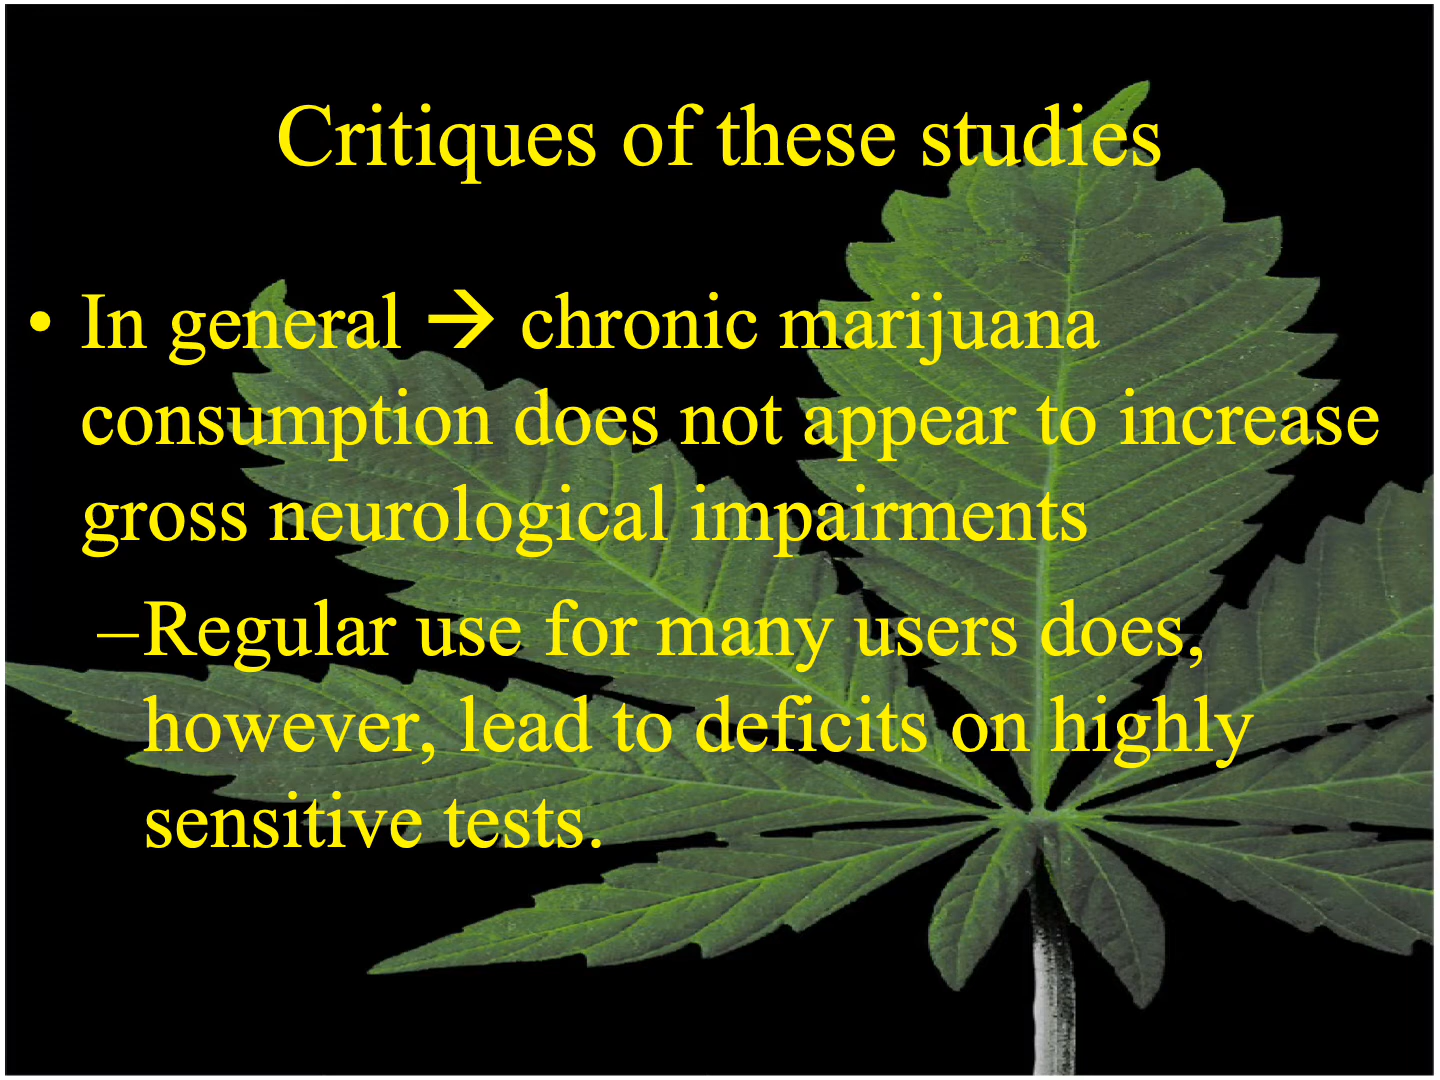 Critiques of these studies
• In general → chronic marijuana
consumption does not appear to increase
gross neurological impairments
–Regular use for many users does,
however, lead to deficits on highly
sensitive tests.